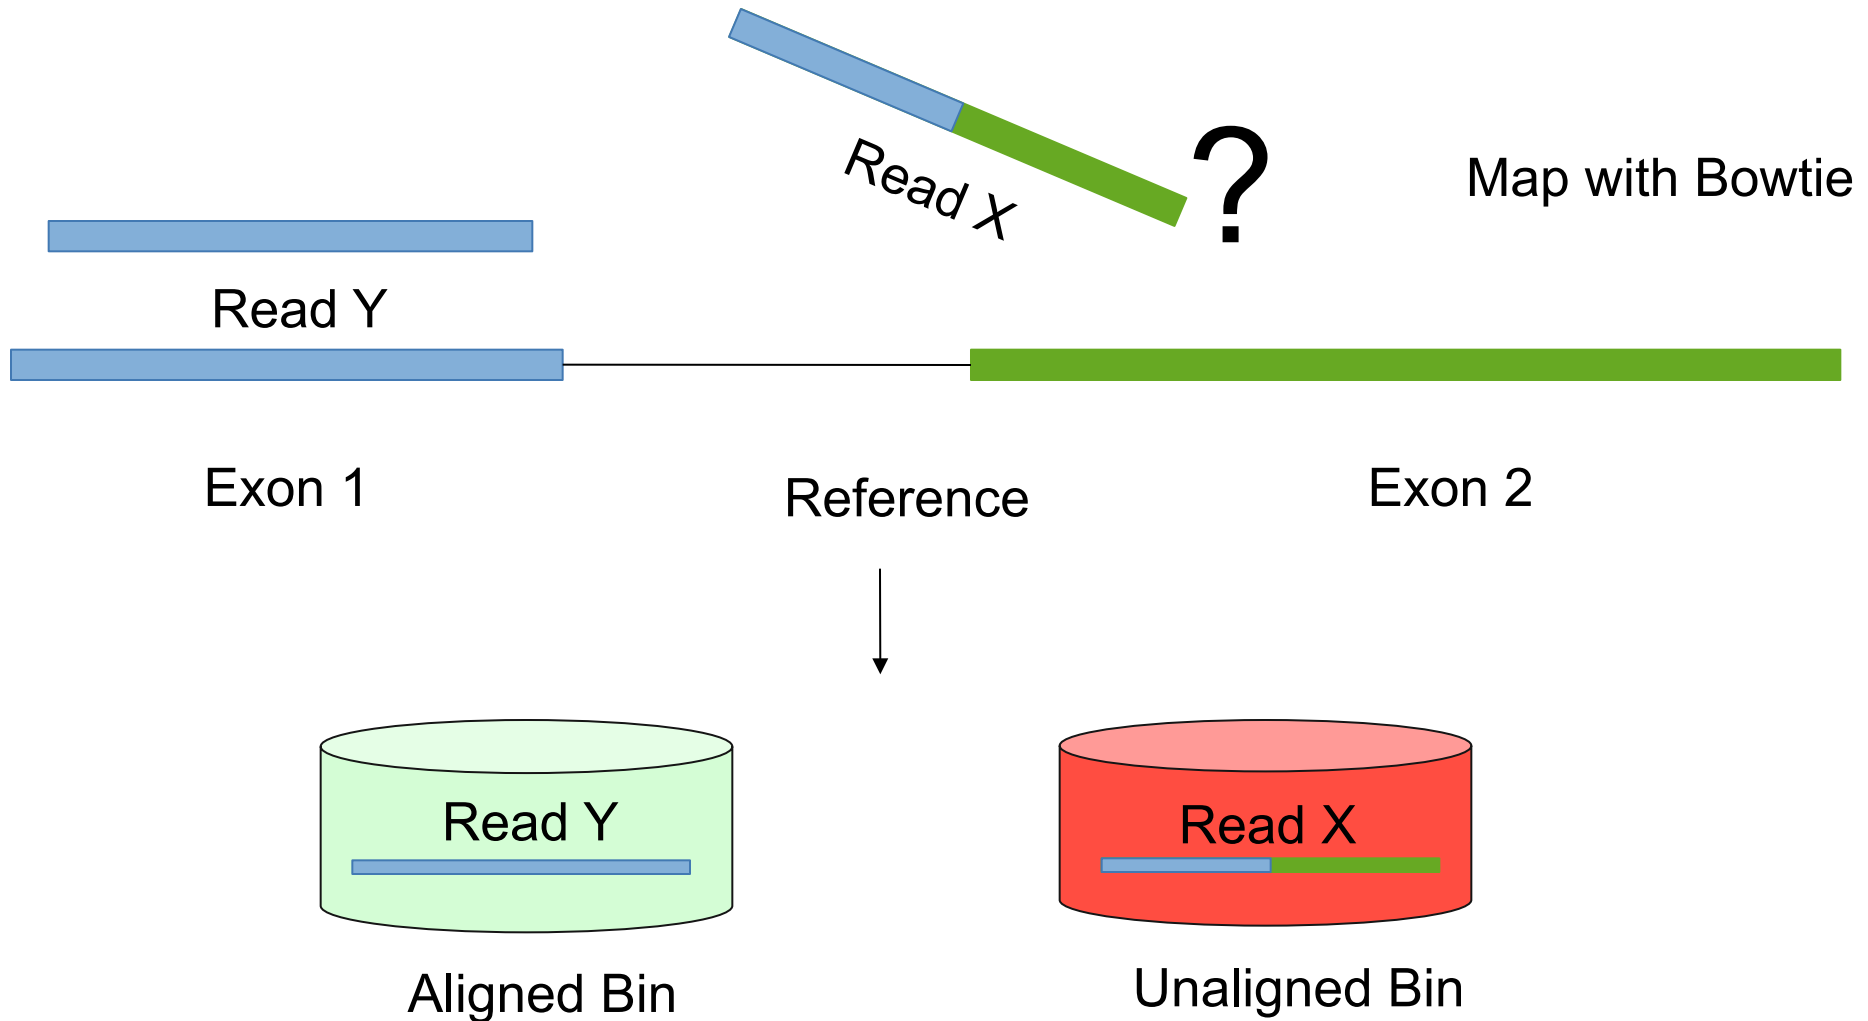 Read X
?
Map with Bowtie
Read Y
Exon 1
Reference
Exon 2
Read Y
Read X
Aligned Bin
Unaligned Bin